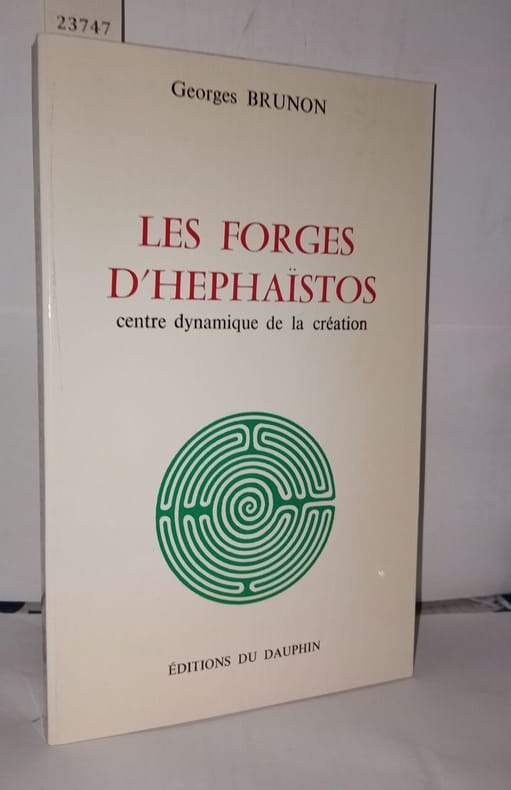 23747
Georges BRUNON
LES FORGES
D'HEPHAÏSTOS
centre dynamique de la création
ÉDITIONS DU DAUPHIN